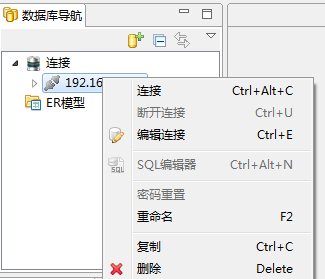 数据库导航
连接
192.16
ER模型
连接 Ctrl+Alt+C
断开连接 Ctrl+U
编辑连接 Ctrl+E
SQL编辑器 Ctrl+Alt+N
密码重置
重命名 F2
复制 Ctrl+C
删除 Delete